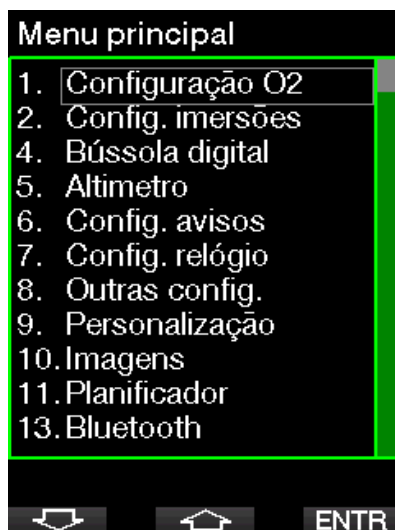 Menu principal
1. Configuração O2
2. Config. imersões
4. Bússola digital
5. Altimetro
6. Config. avisos
7. Config. relógio
8. Outras config.
9. Personalização
10. Imagens
11. Planificador
13. Bluetooth
ENTR